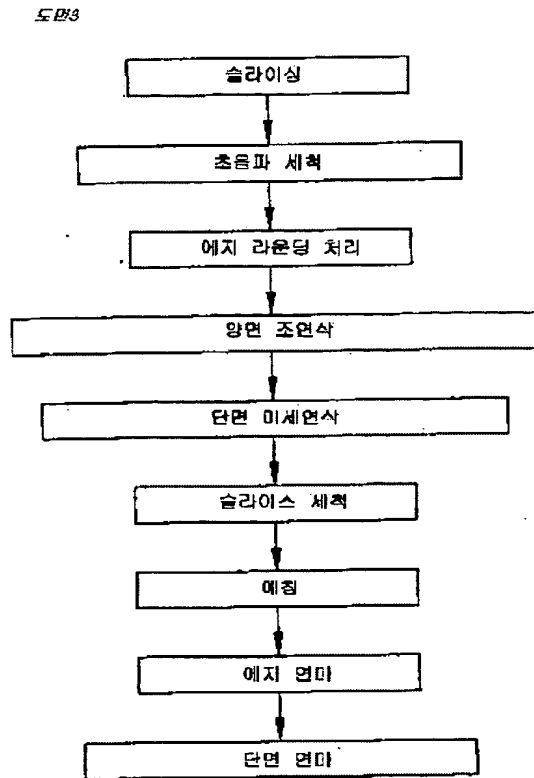 도면3
슬라이싱
초음파 세척
에지 라운딩 처리
양면 조연삭
단면 미세연삭
슬라이스 세척
에칭
에지 연마
단면 연마